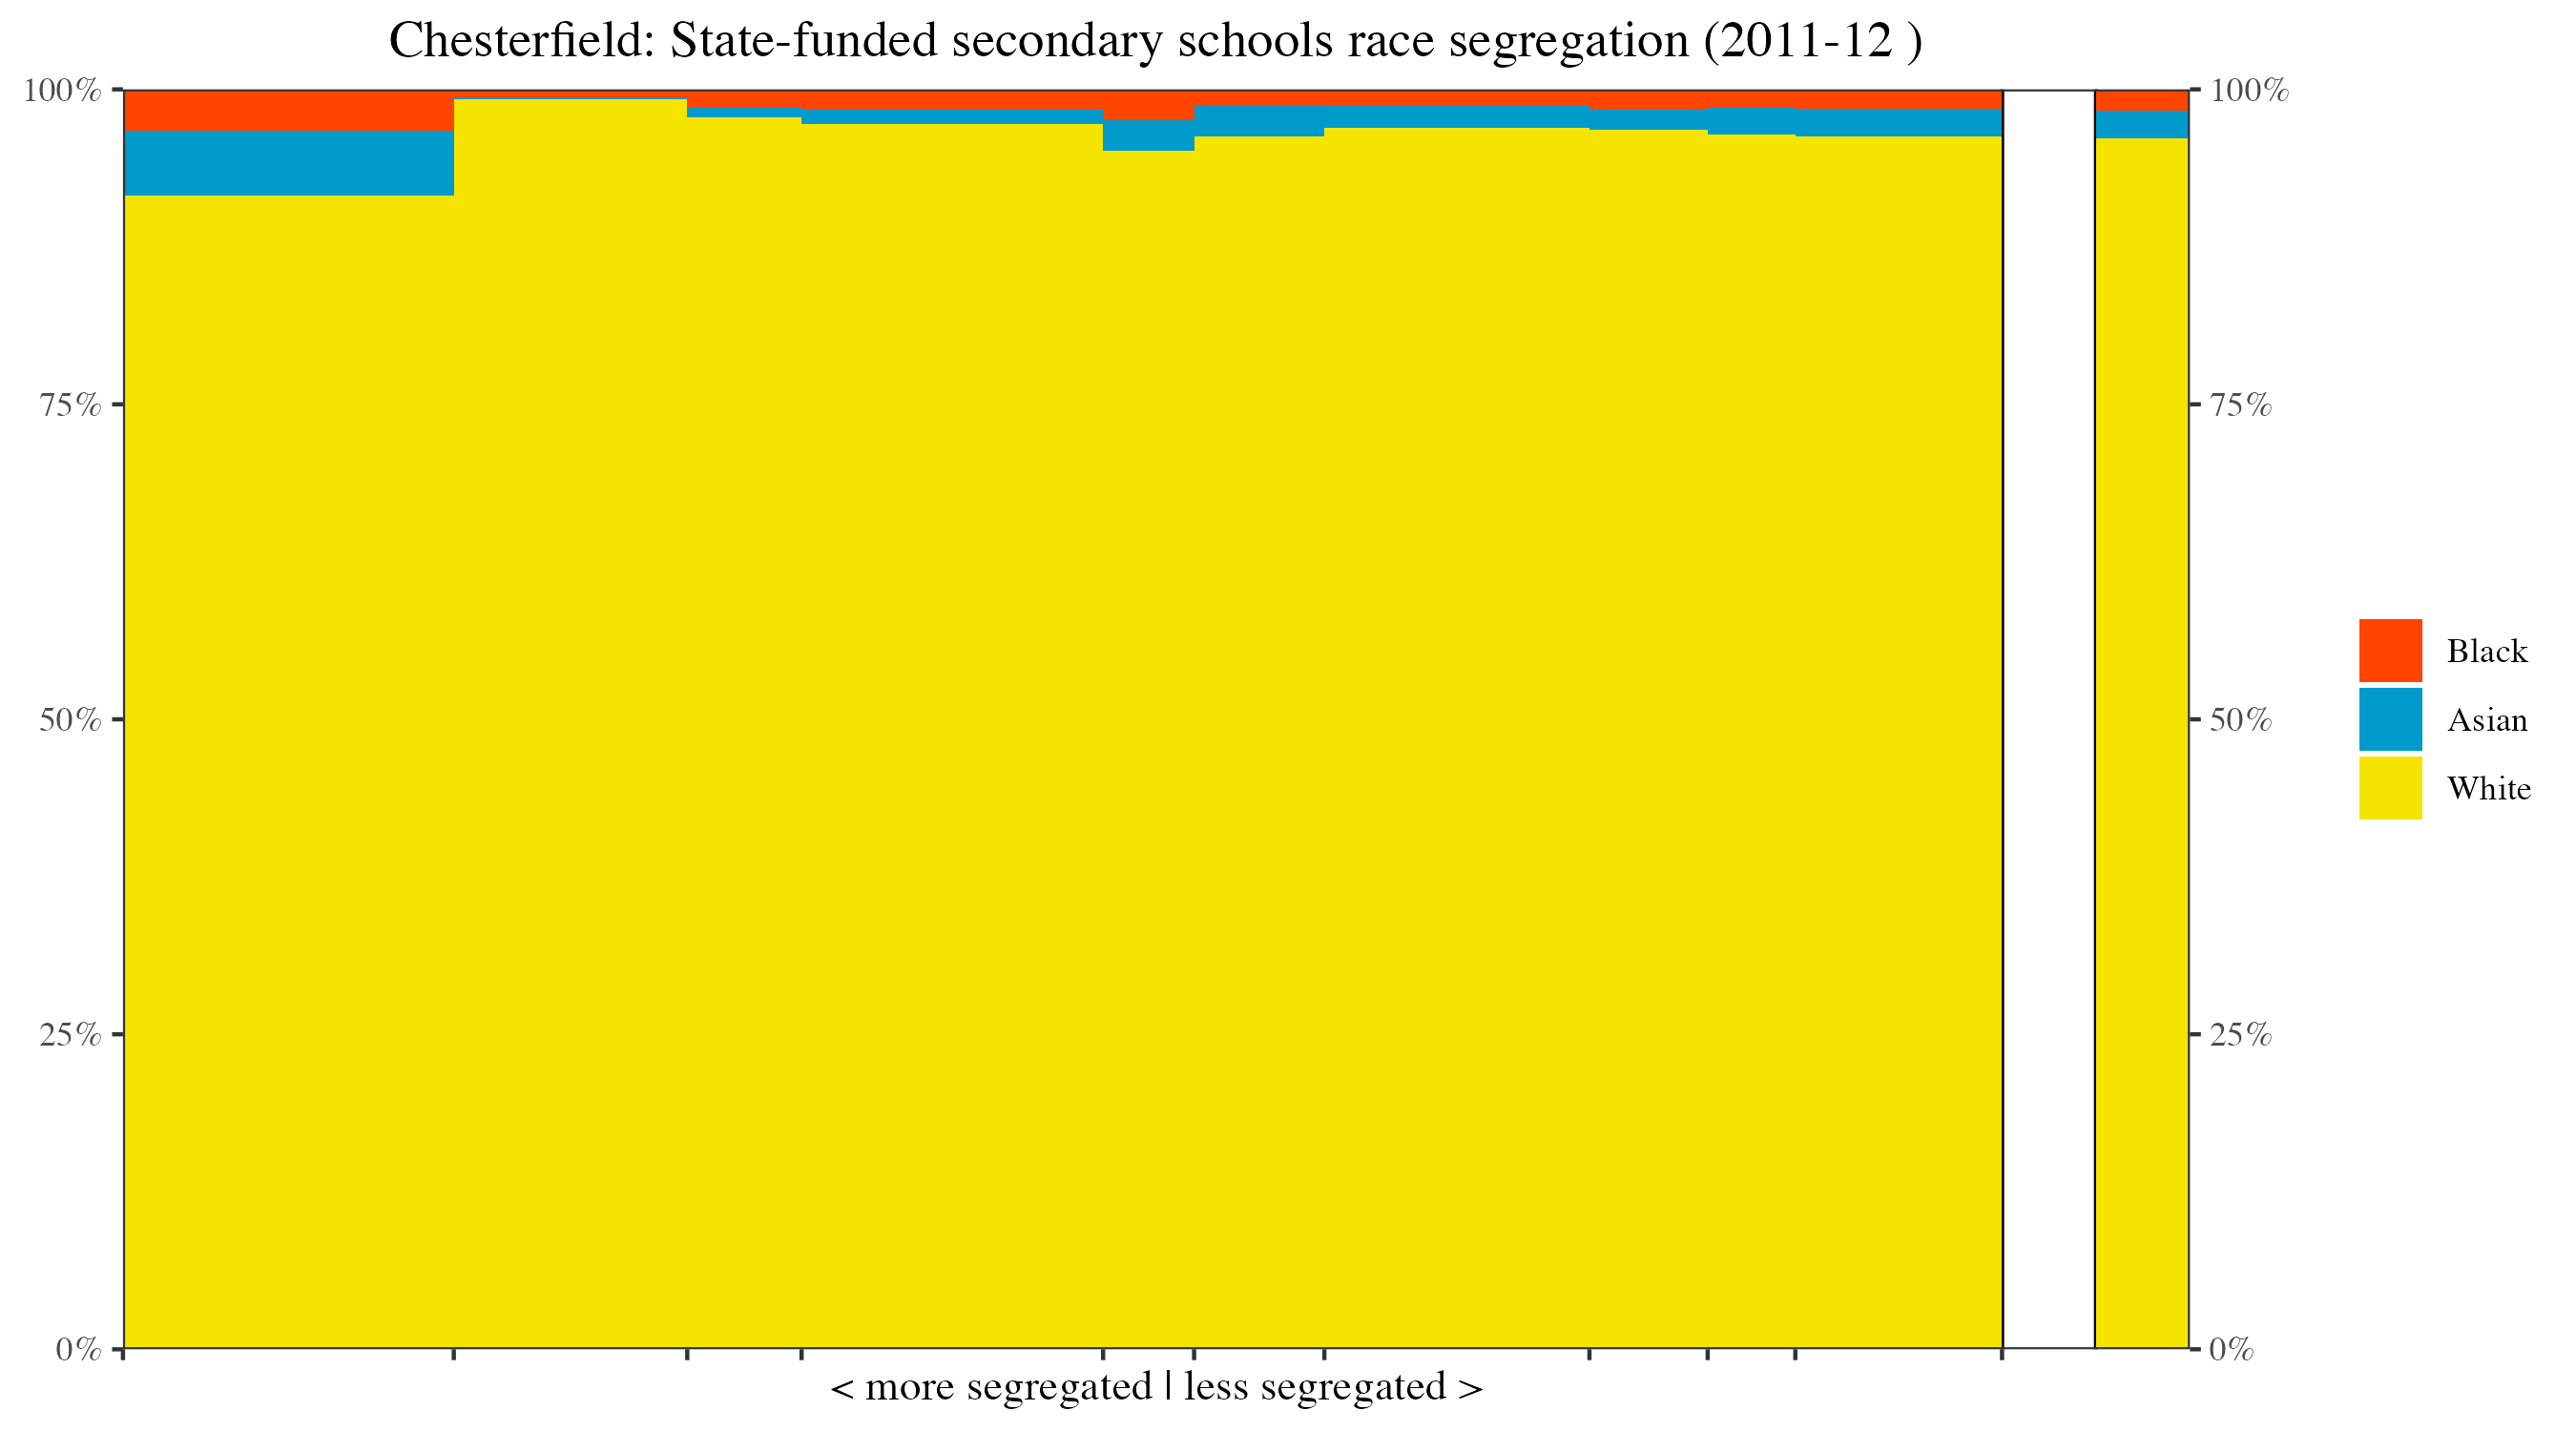 Chesterfield: State-funded secondary schools race segregation (2011-12 )
100%
75%
50%
25%
0%
100%
75%
50%
25%
0%
Black
Asian
White
< more segregated | less segregated >